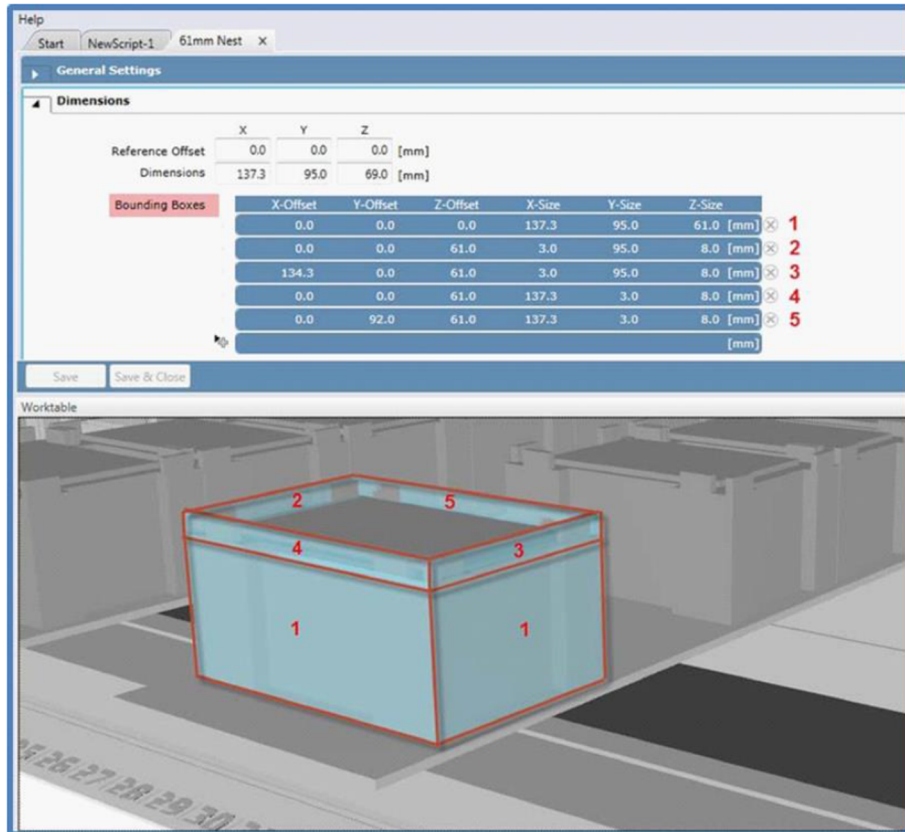 Help
Start NewScript-1 61mm Nest X
General Settings
Dimensions
X Y Z
Reference Offset 0.0 0.0 0.0 [mm]
Dimensions 137.3 95.0 69.0 [mm]
Bounding Boxes X-Offset Y-Offset Z-Offset X-Size Y-Size Z-Size
0.0 0.0 0.0 137.3 95.0 61.0 [mm] 1
0.0 0.0 61.0 3.0 95.0 8.0 [mm] 2
134.3 0.0 61.0 3.0 95.0 8.0 [mm] 3
0.0 0.0 61.0 137.3 3.0 8.0 [mm] 4
0.0 92.0 61.0 137.3 3.0 8.0 [mm] 5
[mm]
Save Save & Close
Worktable
2 5
4 3
1 1
25 26 27 28 29 30